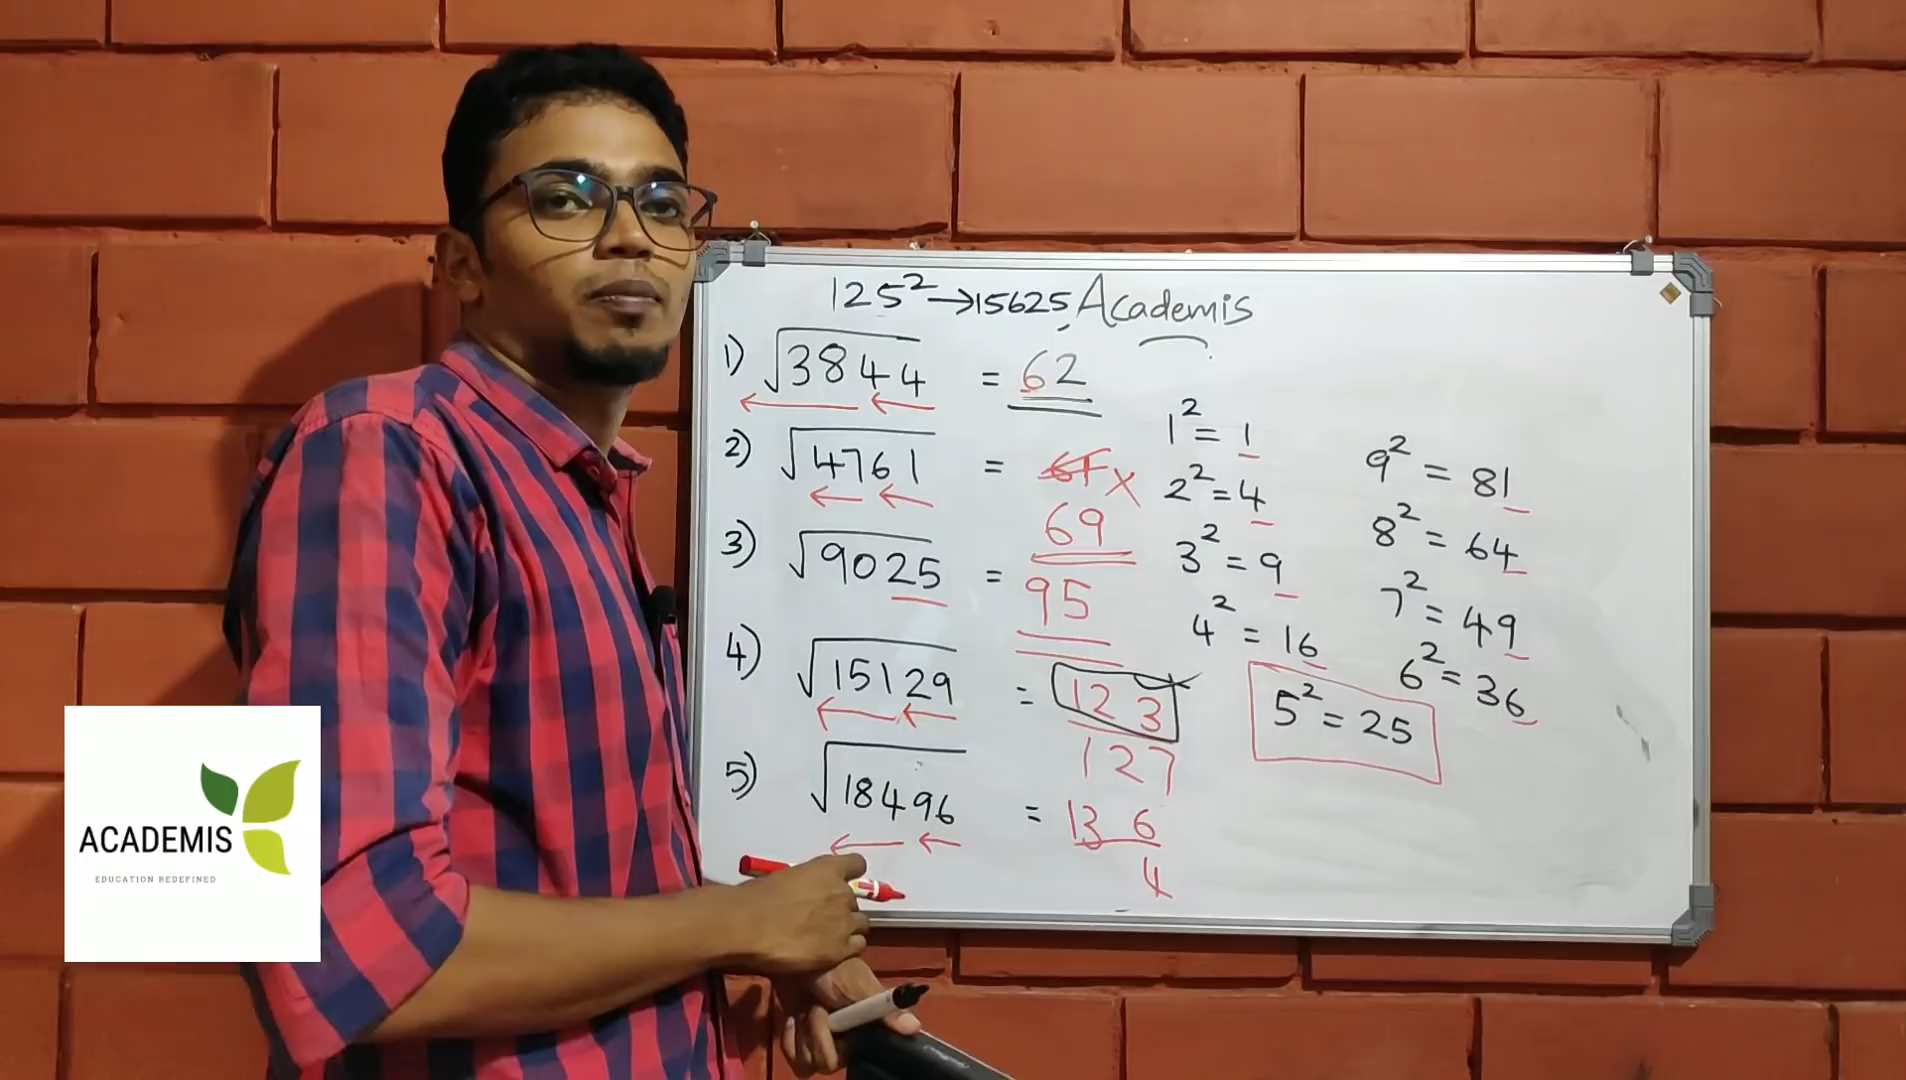 125² → 15625 Academis
1) √3844 = 62
2) √4761 = 61 X
69
3) √9025 = 95
4) √15129 = 123
127
5) √18496 = 136
4
1² = 1
2² = 4
3² = 9
4² = 16
5² = 25
9² = 81
8² = 64
7² = 49
6² = 36
ACADEMIS
EDUCATION REDEFINED